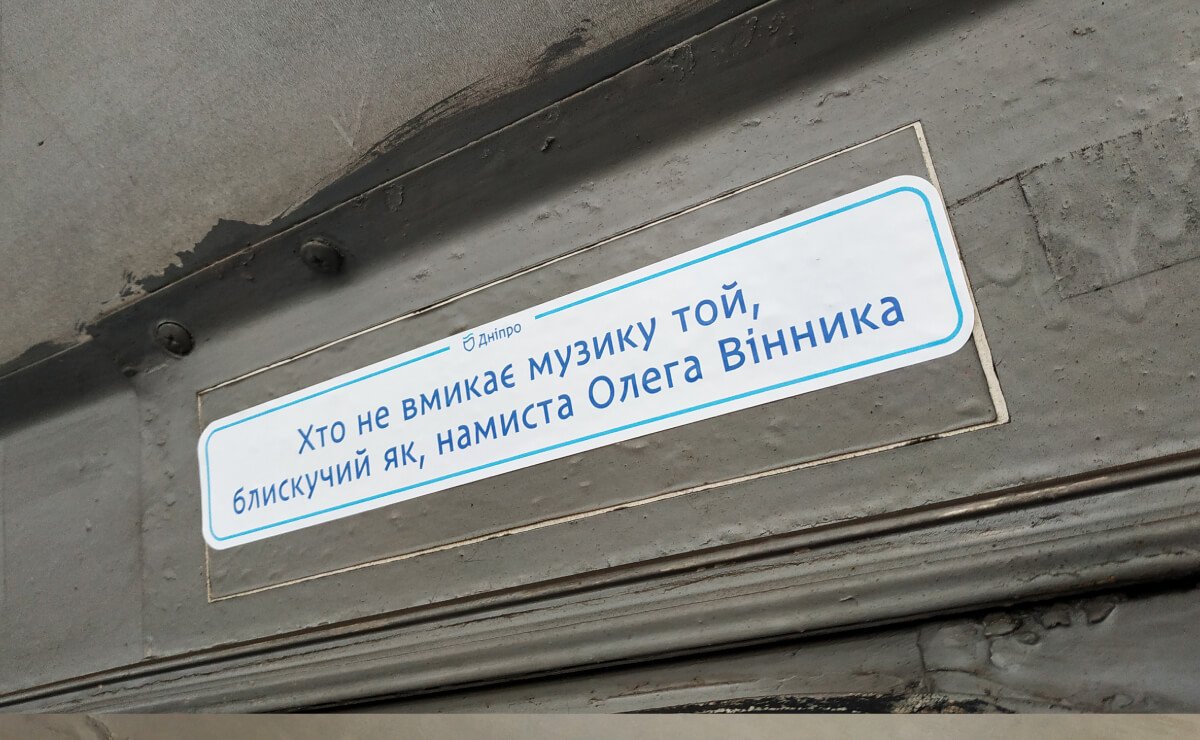 Дніпро
Хто не вмикає музику той,
блискучий як, намиста Олега Вінника